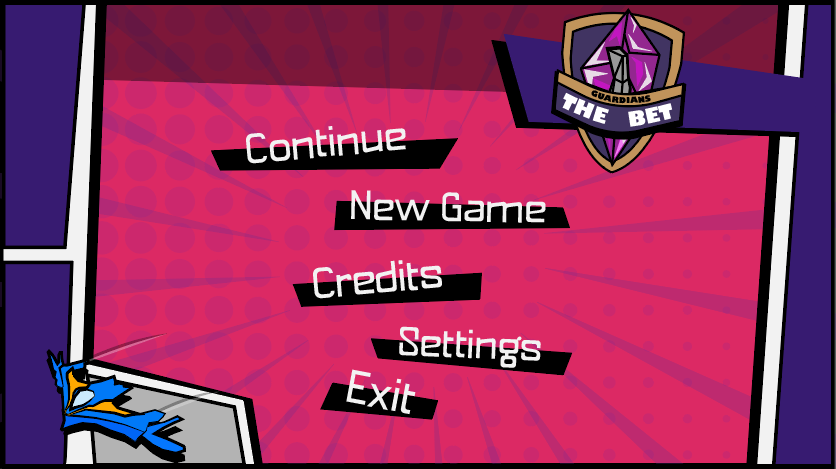 GUARDIANS
THE BET
Continue
New Game
Credits
Settings
Exit